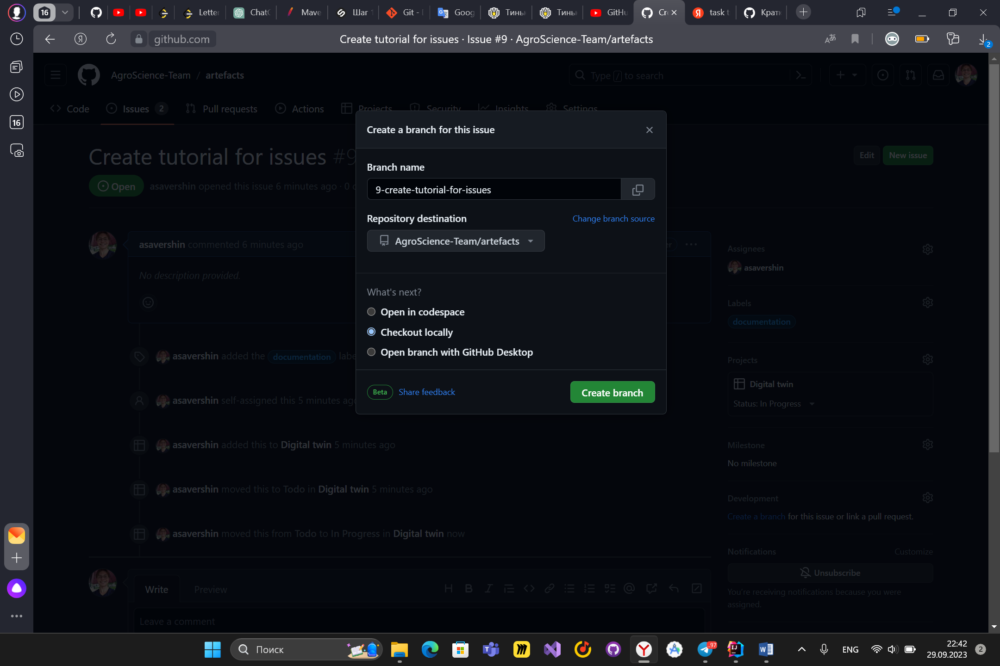 16
Letter
ChatG
Mave
Шаг 1
Git - D
Goog
Тиньк
Тиньк
GitHu
Cr
task t
Кратк
github.com
Create tutorial for issues · Issue #9 · AgroScience-Team/artefacts
2
16
AgroScience-Team / artefacts
Type / to search
Code
Issues 2
Pull requests
Actions
Projects
Security
Insights
Settings
Create tutorial for issues #9
Edit
New issue
Open
asavershin opened this issue 6 minutes ago · 0 c
asavershin commented 6 minutes ago
No description provided.
asavershin added the documentation labe
asavershin self-assigned this 5 minutes ago
asavershin added this to Digital twin 5 minutes ago
asavershin moved this to Todo in Digital twin 5 minutes ago
asavershin moved this from Todo to In Progress in Digital twin now
Write
Preview
Leave a comment
Create a branch for this issue
Branch name
9-create-tutorial-for-issues
Repository destination
Change branch source
AgroScience-Team/artefacts
What's next?
Open in codespace
Checkout locally
Open branch with GitHub Desktop
Beta
Share feedback
Create branch
Assignees
asavershin
Labels
documentation
Projects
Digital twin
Status: In Progress
Milestone
No milestone
Development
Create a branch for this issue or link a pull request.
Notifications
Customize
Unsubscribe
You're receiving notifications because you were
assigned.
Поиск
97
ENG
22:42
29.09.2023
2